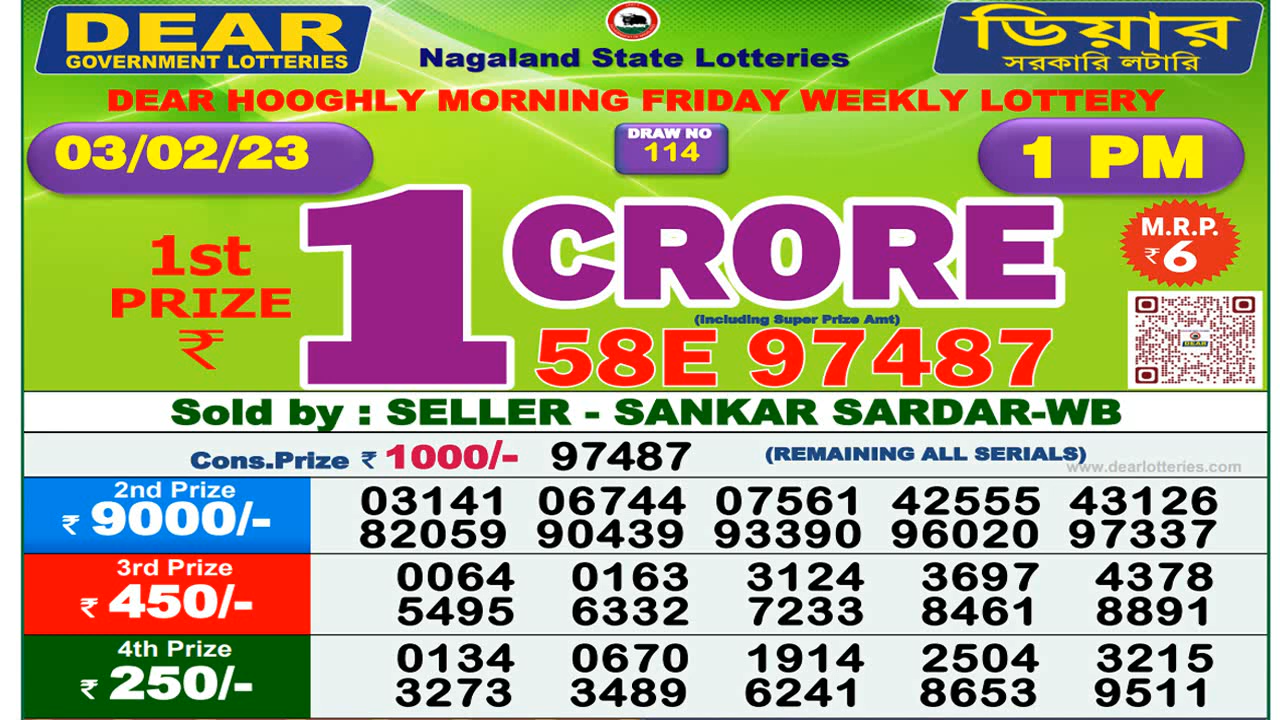 DEAR
GOVERNMENT LOTTERIES
Nagaland State Lotteries
ডিয়ার
সরকারি লটারি
DEAR HOOGHLY MORNING FRIDAY WEEKLY LOTTERY
03/02/23
DRAW NO
114
1 PM
1st
PRIZE
₹
1 CRORE
(Including Super Prize Amt)
58E 97487
M.R.P.
₹ 6
DEAR
Sold by : SELLER - SANKAR SARDAR-WB
Cons.Prize ₹ 1000/- 97487 (REMAINING ALL SERIALS)
www.dearlotteries.com
2nd Prize
₹ 9000/-
03141 06744 07561 42555 43126
82059 90439 93390 96020 97337
3rd Prize
₹ 450/-
0064 0163 3124 3697 4378
5495 6332 7233 8461 8891
4th Prize
₹ 250/-
0134 0670 1914 2504 3215
3273 3489 6241 8653 9511